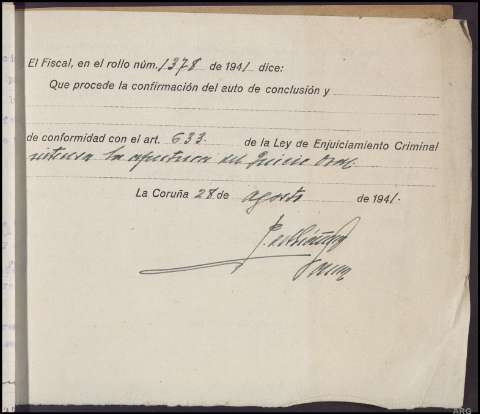 El Fiscal, en el rollo núm. 1378 de 1941 dice:
Que procede la confirmación del auto de conclusión y
de conformidad con el art. 633 de la Ley de Enjuiciamiento Criminal
interesa la apertura del Juicio Oral.
La Coruña 28 de agosto de 1941.
ARG